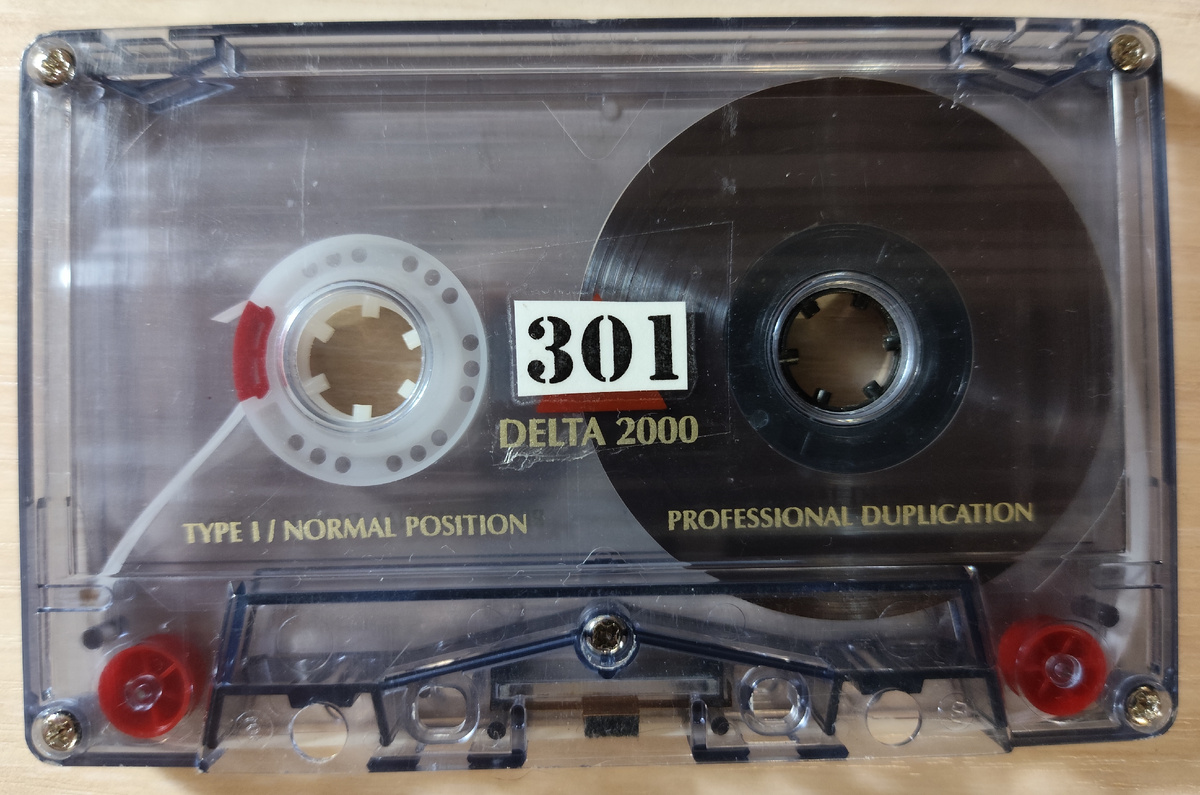 301
DELTA 2000
TYPE I / NORMAL POSITION
PROFESSIONAL DUPLICATION